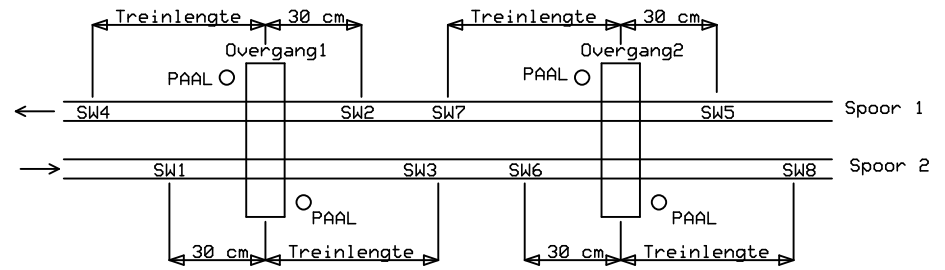 Treinlengte 30 cm Treinlengte 30 cm
Overgang1 Overgang2
PAAL PAAL
SW4 SW2 SW7 SW5 Spoor 1
SW1 SW3 SW6 SW8 Spoor 2
PAAL PAAL
30 cm Treinlengte 30 cm Treinlengte